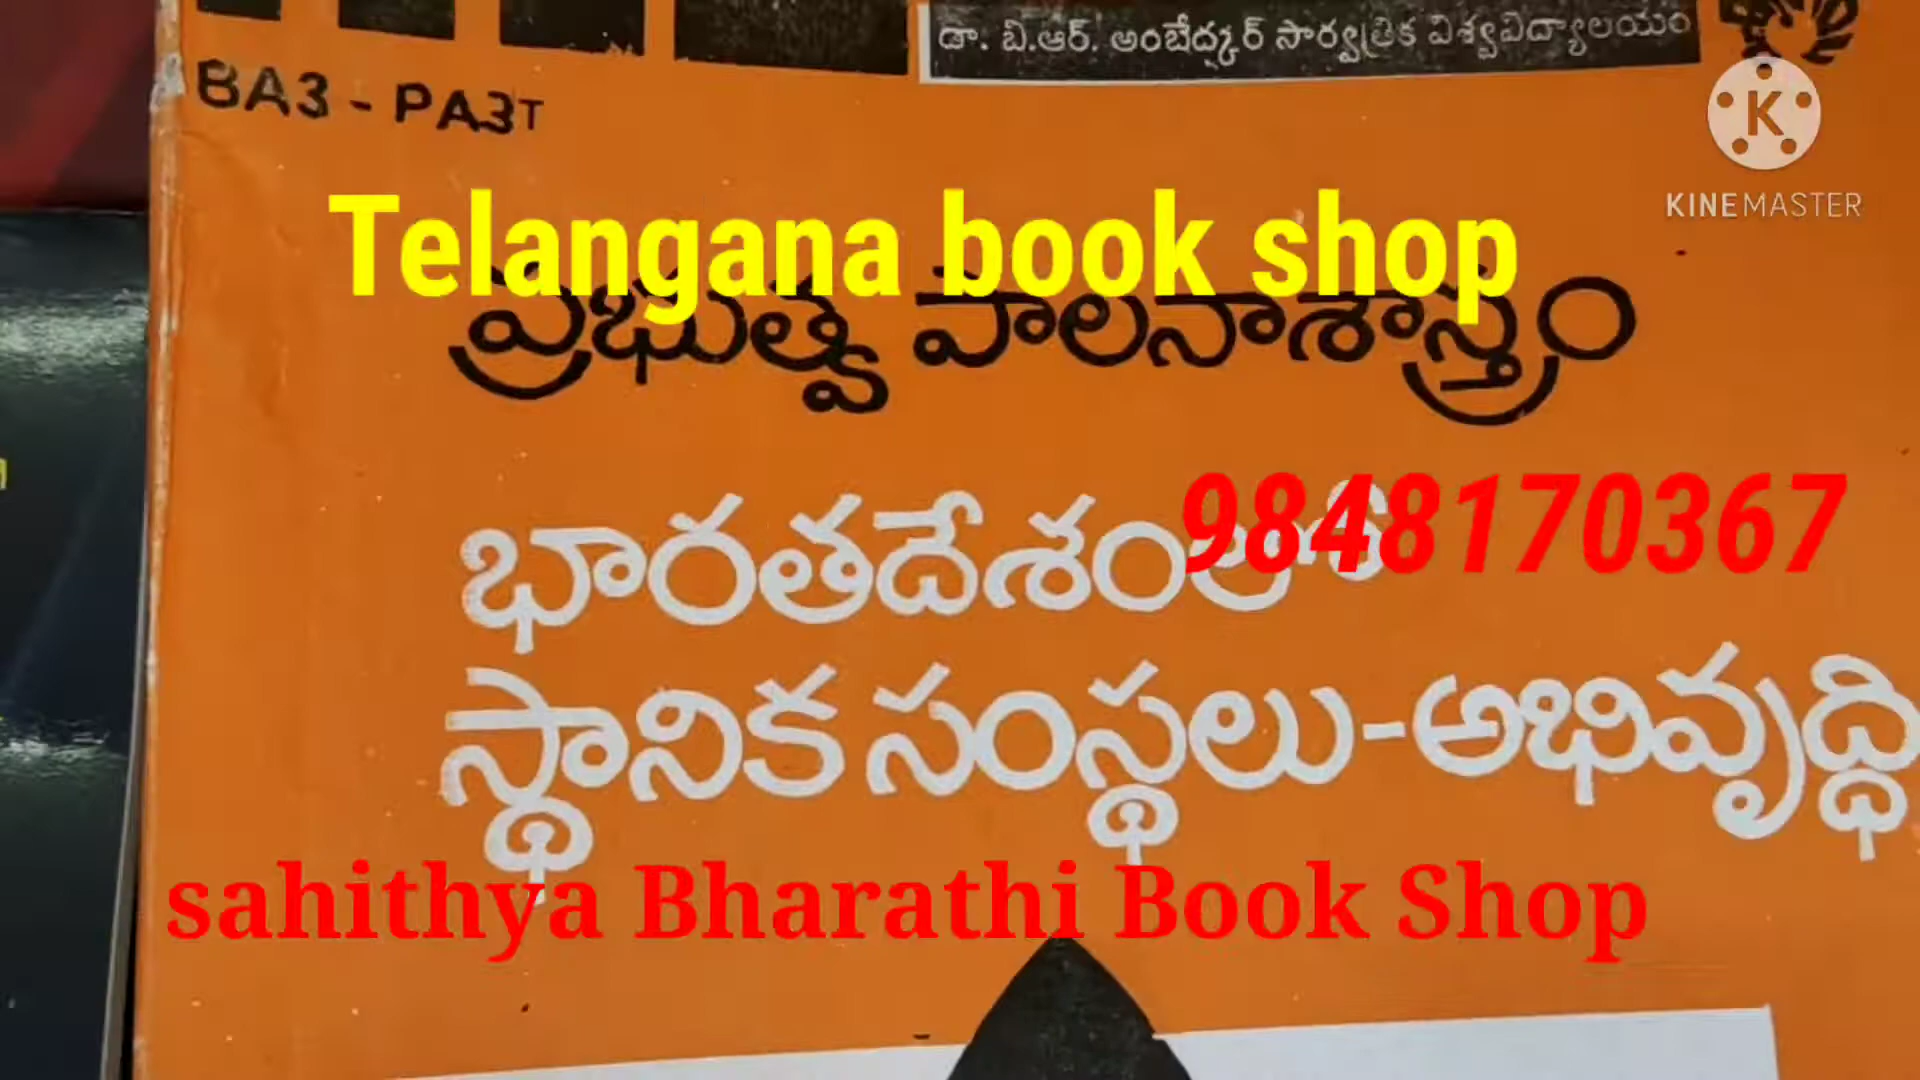 డా. బి.ఆర్. అంబేద్కర్ సార్వత్రిక విశ్వవిద్యాలయం
BA3 - PA3T
K
KINEMASTER
Telangana book shop
ప్రభుత్వ పాలనాశాస్త్రం
9848170367
భారతదేశంలో
స్థానిక సంస్థలు-అభివృద్ధి
sahithya Bharathi Book Shop